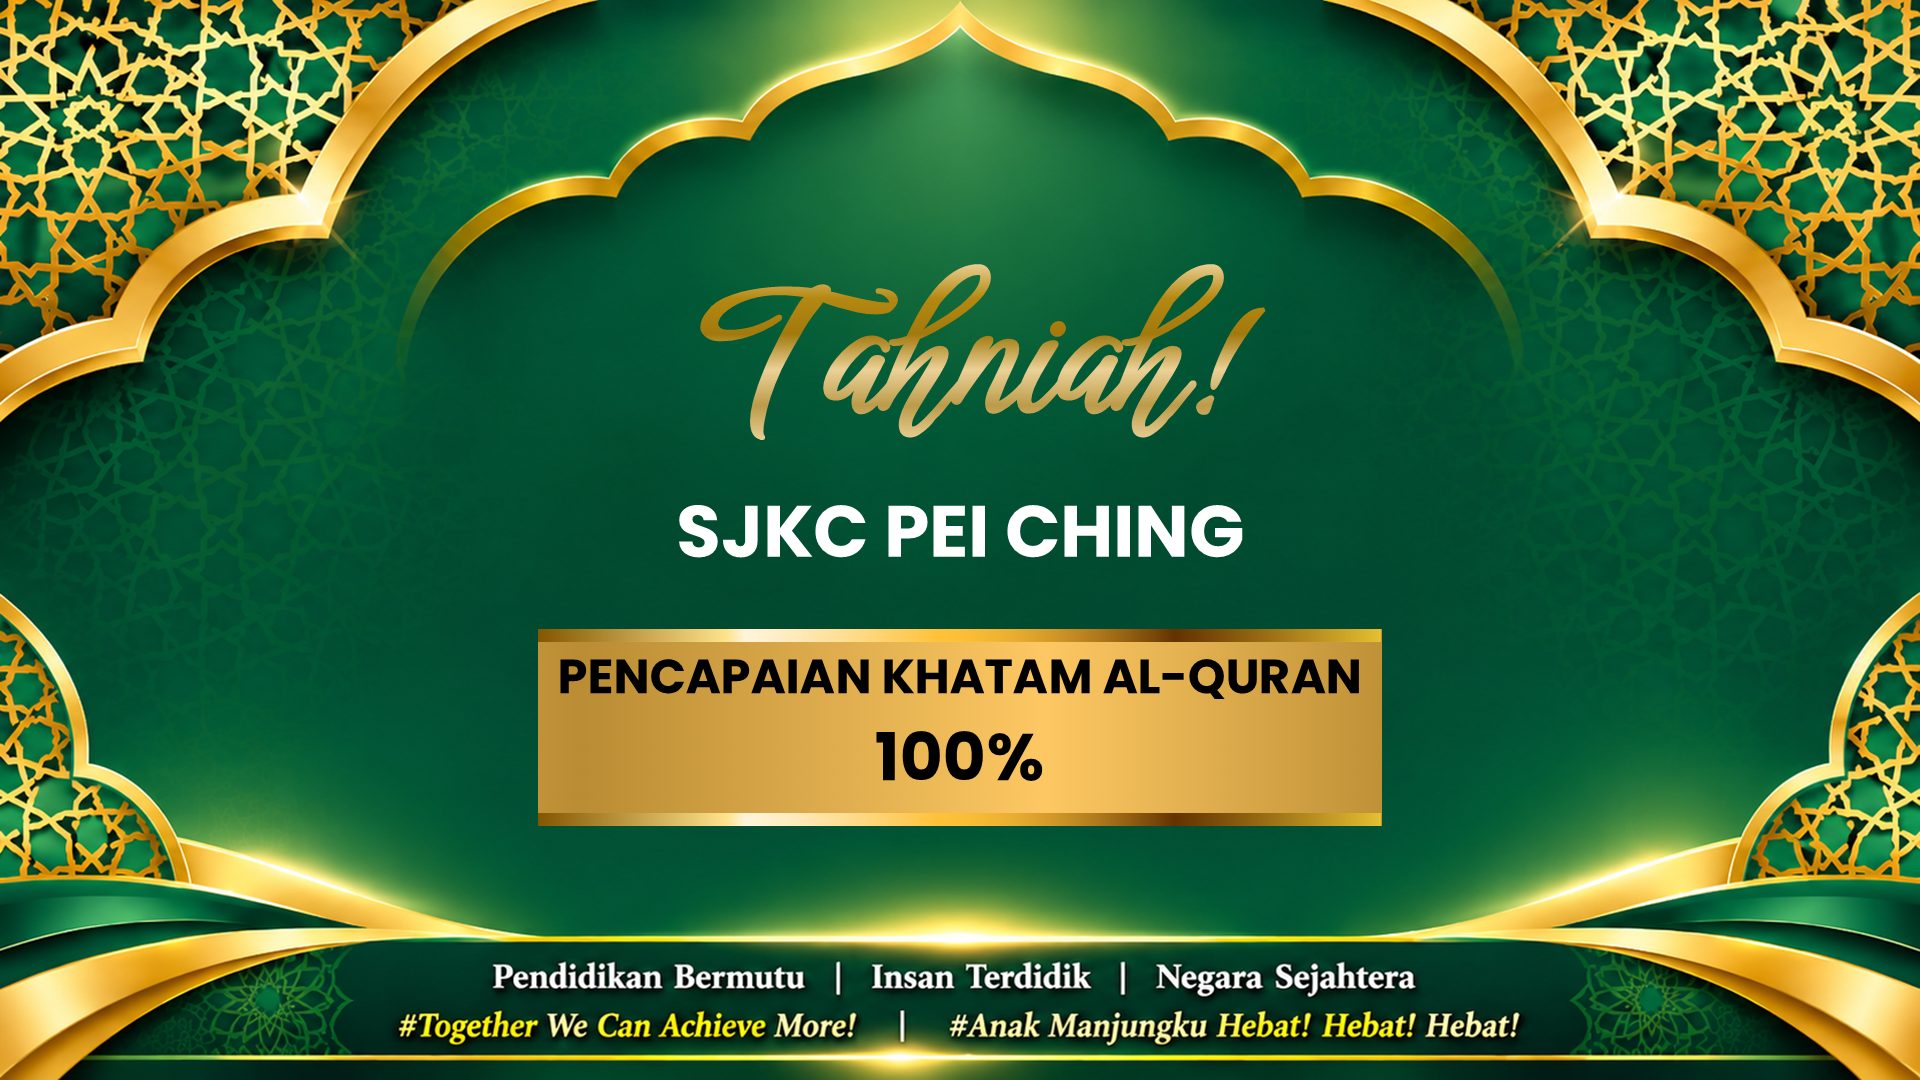 Tahniah!
SJKC PEI CHING
PENCAPAIAN KHATAM AL-QURAN
100%
Pendidikan Bermutu | Insan Terdidik | Negara Sejahtera
#Together We Can Achieve More! | #Anak Manjungku Hebat! Hebat! Hebat!